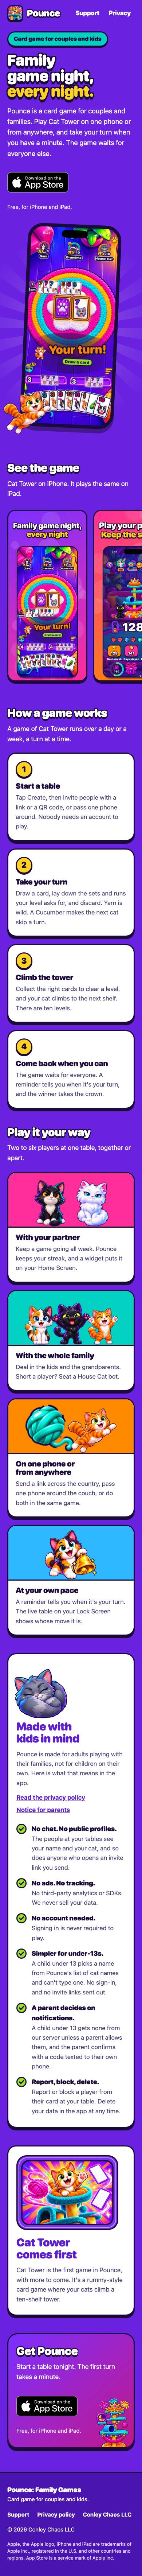 Pounce
Support
Privacy
Card game for couples and kids
Family
game night,
every night.
Pounce is a card game for couples and
families. Play Cat Tower on one phone or
from anywhere, and take your turn when
you have a minute. The game waits for
everyone else.
Download on the
App Store
Free, for iPhone and iPad.
Your turn!
Draw a card
See the game
Cat Tower on iPhone. It plays the same on
iPad.
Family game night,
every night
Your turn!
Play your p
Keep the s
128
How a game works
A game of Cat Tower runs over a day or a
week, a turn at a time.
1
Start a table
Tap Create, then invite people with a
link or a QR code, or pass one phone
around. Nobody needs an account to
play.
2
Take your turn
Draw a card, lay down the sets and runs
your level asks for, and discard. Yarn is
wild. A Cucumber makes the next cat
skip a turn.
3
Climb the tower
Collect the right cards to clear a level,
and your cat climbs to the next shelf.
There are ten levels.
4
Come back when you can
The game waits for everyone. A
reminder tells you when it's your turn,
and the winner takes the crown.
Play it your way
Two to six players at one table, together or
apart.
With your partner
Keep a game going all week. Pounce
keeps your streak, and a widget puts it
on your Home Screen.
With the whole family
Deal in the kids and the grandparents.
Short a player? Seat a House Cat bot.
On one phone or
from anywhere
Send a link across the country, pass
one phone around the couch, or do
both in the same game.
At your own pace
A reminder tells you when it's your turn.
The live table on your Lock Screen
shows whose move it is.
Made with
kids in mind
Pounce is made for adults playing with
their families, not for children on their
own. Here is what that means in the
app.
Read the privacy policy
Notice for parents
No chat. No public profiles.
The people at your tables see
your name and your cat, and so
does anyone who opens an invite
link you send.
No ads. No tracking.
No third-party analytics or SDKs.
We never sell your data.
No account needed.
Signing in is never required to
play.
Simpler for under-13s.
A child under 13 picks a name
from Pounce's list of cat names
and can't type one. No sign-in,
and no invite links sent out.
A parent decides on
notifications.
A child under 13 gets none from
our server unless a parent allows
them, and the parent confirms
with a code texted to their own
phone.
Report, block, delete.
Report or block a player from
their card at your table. Delete
your data in the app at any time.
Cat Tower
comes first
Cat Tower is the first game in Pounce,
with more to come. It's a rummy-style
card game where your cats climb a
ten-shelf tower.
Get Pounce
Start a table tonight. The first turn
takes a minute.
Download on the
App Store
Free, for iPhone and iPad.
Pounce: Family Games
Card game for couples and kids.
Support
Privacy policy
Conley Chaos LLC
© 2026 Conley Chaos LLC
Apple, the Apple logo, iPhone and iPad are trademarks of
Apple Inc., registered in the U.S. and other countries and
regions. App Store is a service mark of Apple Inc.